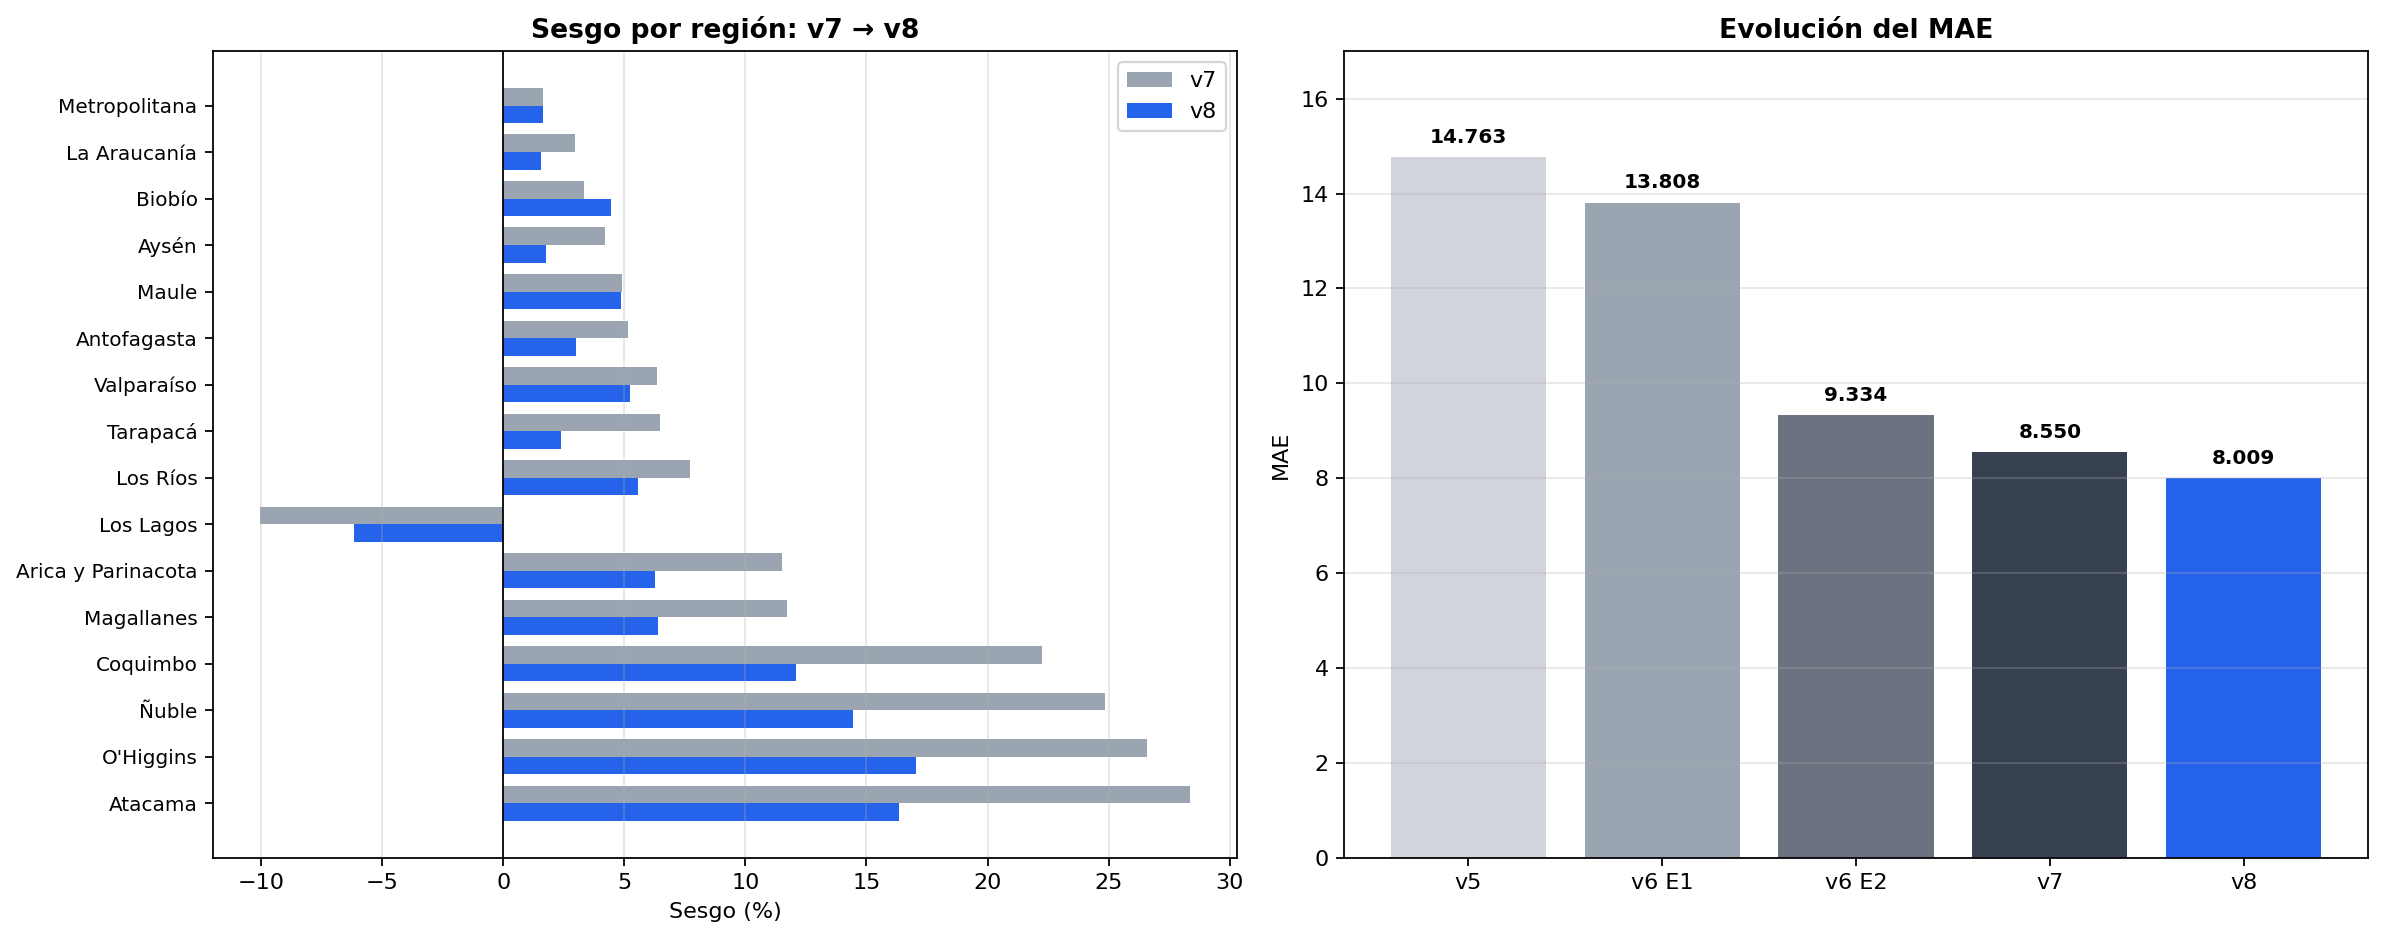 Sesgo por región: v7 → v8
v7
v8
Metropolitana
La Araucanía
Biobío
Aysén
Maule
Antofagasta
Valparaíso
Tarapacá
Los Ríos
Los Lagos
Arica y Parinacota
Magallanes
Coquimbo
Ñuble
O'Higgins
Atacama
−10 −5 0 5 10 15 20 25 30
Sesgo (%)
Evolución del MAE
16
14
12
10
8
6
4
2
0
MAE
14.763
13.808
9.334
8.550
8.009
v5 v6 E1 v6 E2 v7 v8